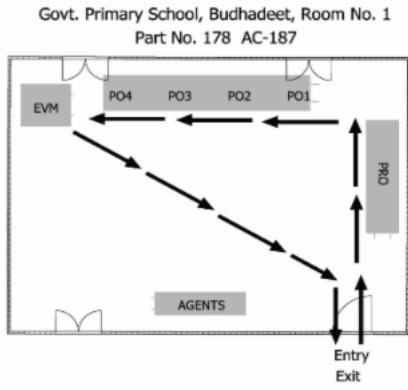 Govt. Primary School, Budhadeet, Room No. 1
Part No. 178 AC-187
EVM
PO4 PO3 PO2 PO1
PRO
AGENTS
Entry
Exit